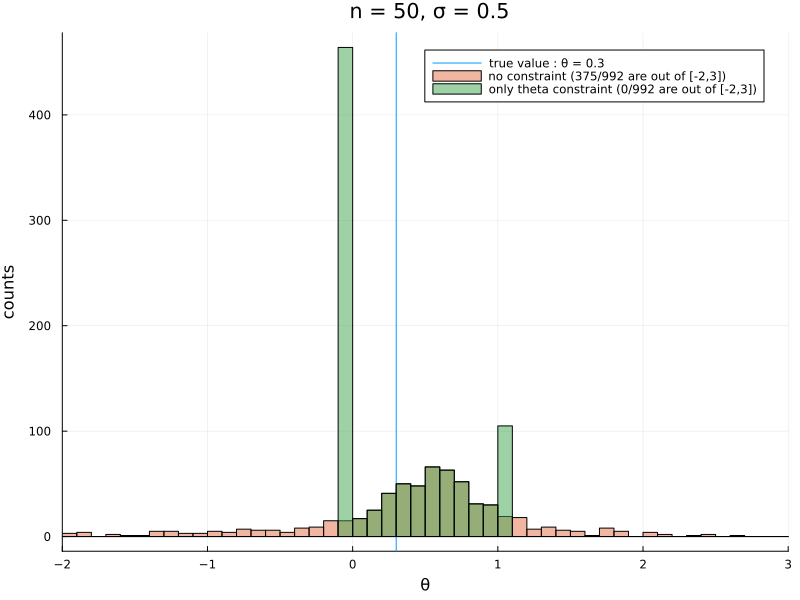 n = 50, σ = 0.5
true value : θ = 0.3
no constraint (375/992 are out of [-2,3])
only theta constraint (0/992 are out of [-2,3])
400
300
200
100
0
counts
−2 −1 0 1 2 3
θ